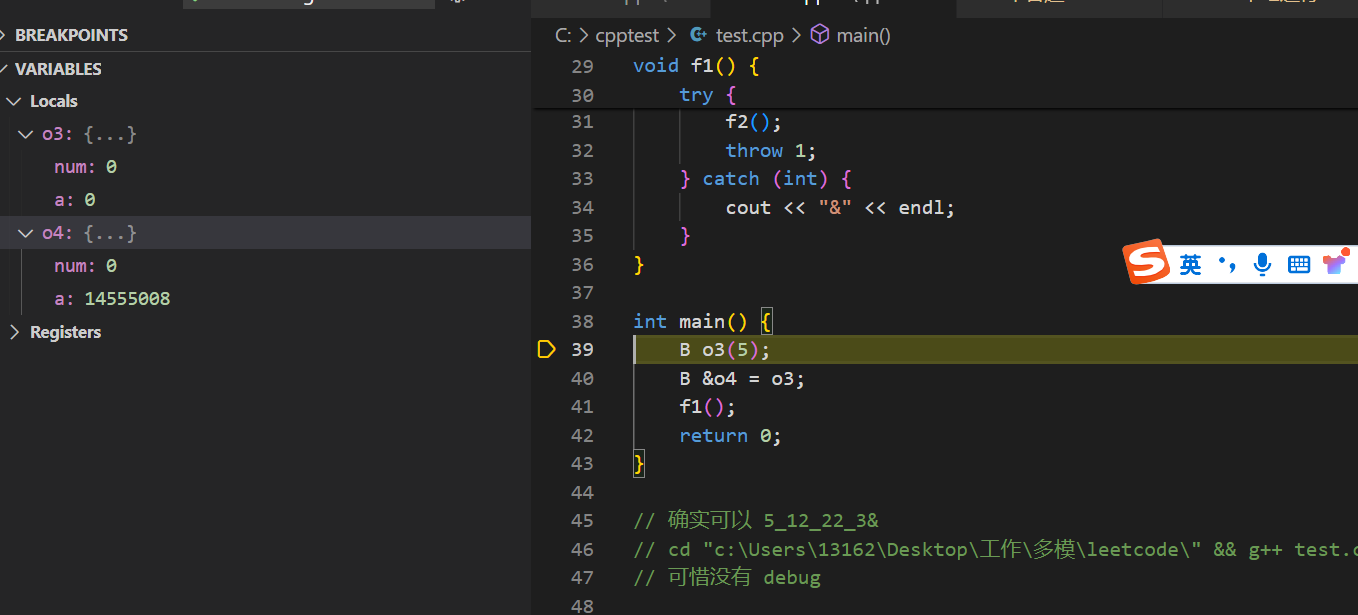 BREAKPOINTS
VARIABLES
Locals
o3: {...}
num: 0
a: 0
o4: {...}
num: 0
a: 14555008
Registers
C: > cpptest > test.cpp > main()
29 void f1() {
30 try {
31 f2();
32 throw 1;
33 } catch (int) {
34 cout << "&" << endl;
35 }
36 }
37
38 int main() {
39 B o3(5);
40 B &o4 = o3;
41 f1();
42 return 0;
43 }
44
45 // 确实可以 5_12_22_3&
46 // cd "c:\Users\13162\Desktop\工作\多模\leetcode\" && g++ test.c
47 // 可惜没有 debug
48
S 英